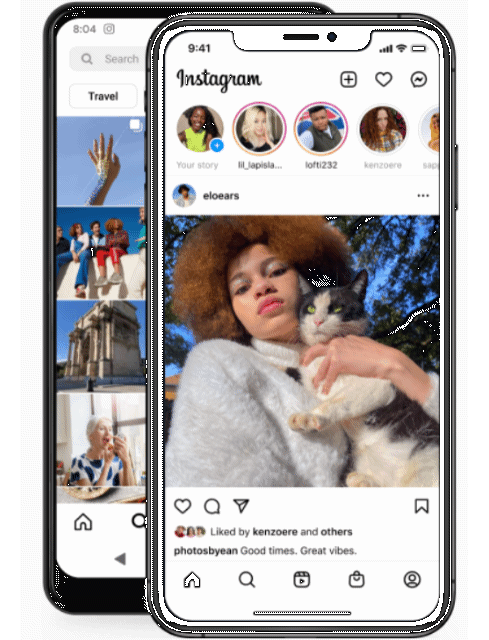 8:04
Search
Travel
9:41
Instagram
Your story
lil_lapisla...
lofti232
kenzoere
sapp
eloears
Liked by kenzoere and others
photosbyean Good times. Great vibes.